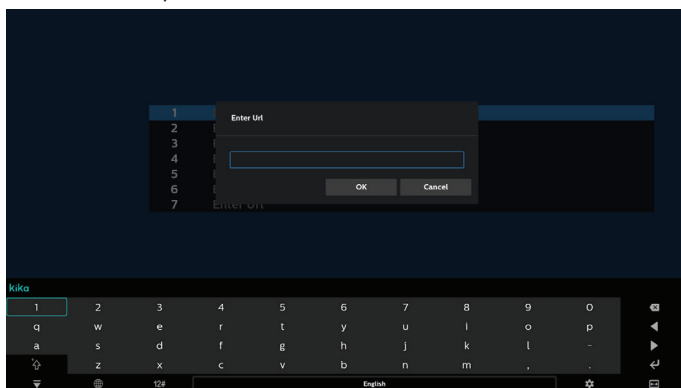 1
2
3
4
5
6
7 Enter Url
Enter Url
OK Cancel
kika
1 2 3 4 5 6 7 8 9 0
q w e r t y u i o p
a s d f g h j k l -
z x c v b n m , .
12# English